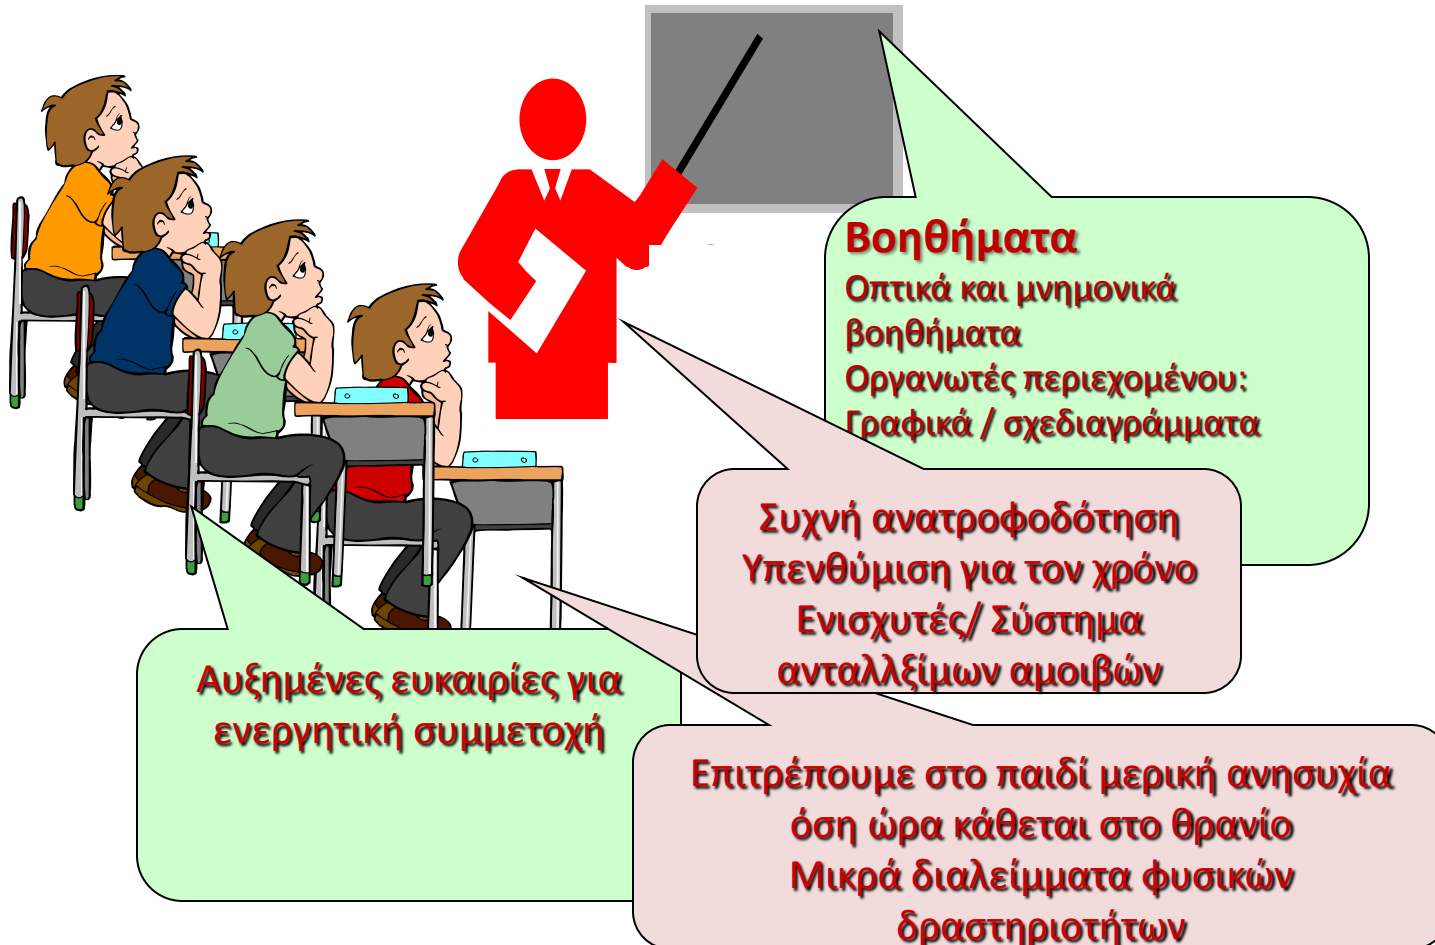 Βοηθήματα
Οπτικά και μνημονικά
βοηθήματα
Οργανωτές περιεχομένου:
Γραφικά / σχεδιαγράμματα
Συχνή ανατροφοδότηση
Υπενθύμιση για τον χρόνο
Ενισχυτές/ Σύστημα
ανταλλξίμων αμοιβών
Αυξημένες ευκαιρίες για
ενεργητική συμμετοχή
Επιτρέπουμε στο παιδί μερική ανησυχία
όση ώρα κάθεται στο θρανίο
Μικρά διαλείμματα φυσικών
δραστηριοτήτων